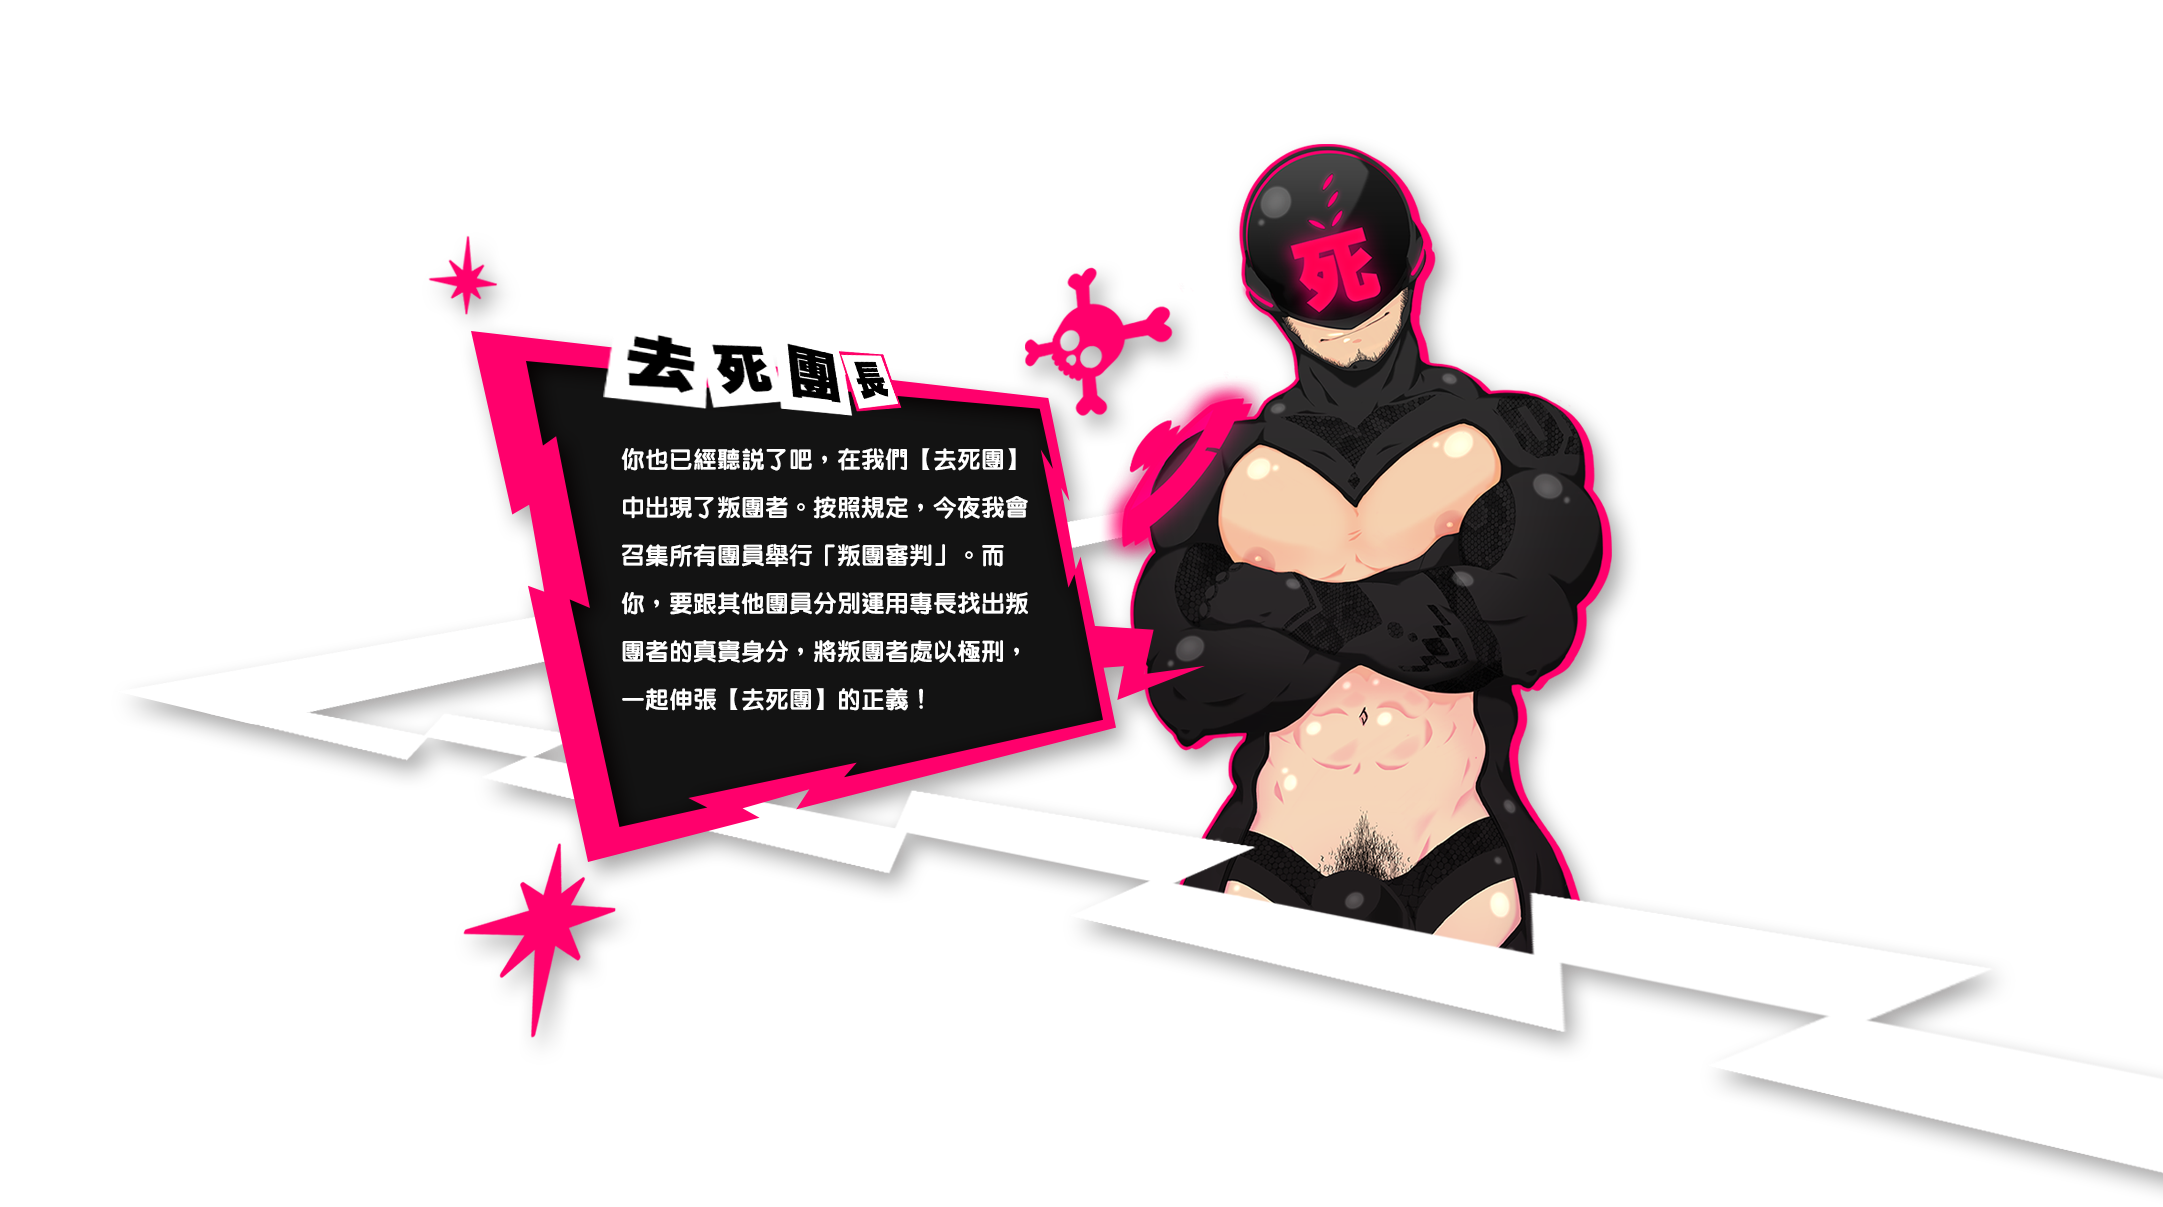 去死團長
死
你也已經聽説了吧，在我們【去死團】
中出現了叛團者。按照規定，今夜我會
召集所有團員舉行「叛團審判」。而
你，要跟其他團員分別運用專長找出叛
團者的真實身分，將叛團者處以極刑，
一起伸張【去死團】的正義！